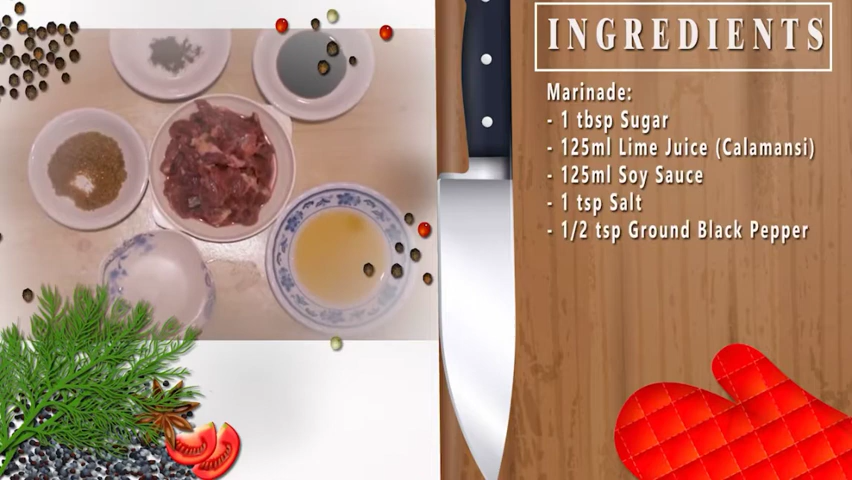 INGREDIENTS
Marinade:
- 1 tbsp Sugar
- 125ml Lime Juice (Calamansi)
- 125ml Soy Sauce
- 1 tsp Salt
- 1/2 tsp Ground Black Pepper